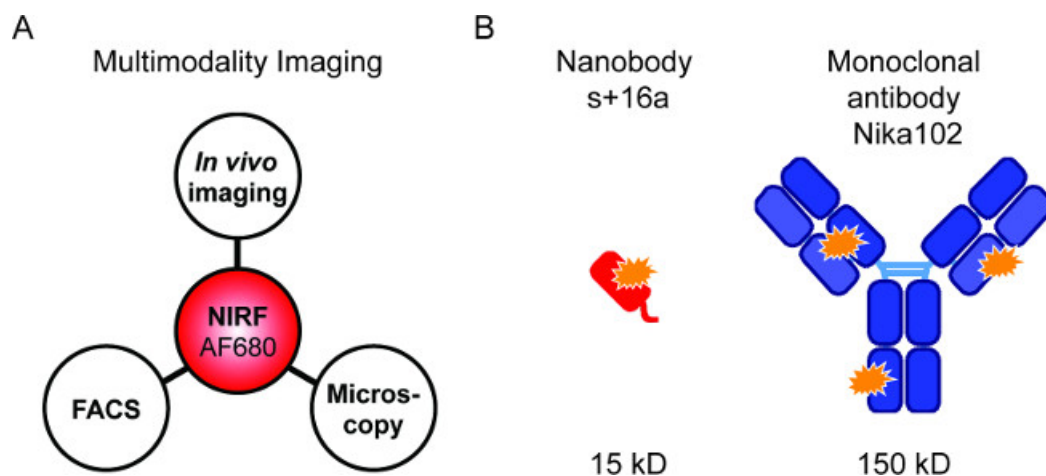 A
Multimodality Imaging
In vivo
imaging
NIRF
AF680
FACS
Micros-
copy
B
Nanobody
s+16a
Monoclonal
antibody
Nika102
15 kD
150 kD